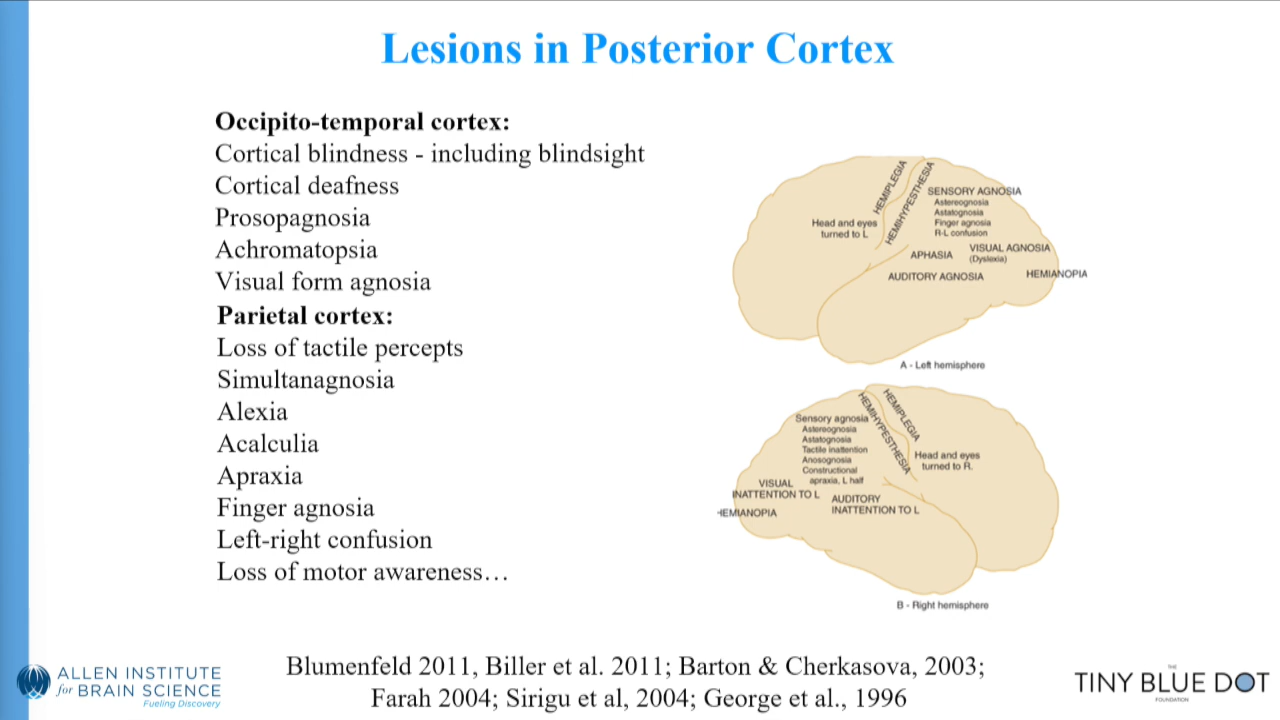 Lesions in Posterior Cortex
Occipito-temporal cortex:
Cortical blindness - including blindsight
Cortical deafness
Prosopagnosia
Achromatopsia
Visual form agnosia
Parietal cortex:
Loss of tactile percepts
Simultanagnosia
Alexia
Acalculia
Apraxia
Finger agnosia
Left-right confusion
Loss of motor awareness…
HEMIPLEGIA
HEMIHYPESTHESIA
SENSORY AGNOSIA
Astereognosia
Astatognosia
Finger agnosia
R-L confusion
Head and eyes
turned to L
APHASIA
VISUAL AGNOSIA
(Dyslexia)
AUDITORY AGNOSIA
HEMIANOPIA
A - Left hemisphere
HEMIPLEGIA
HEMIHYPESTHESIA
Sensory agnosia
Astereognosia
Astatognosia
Tactile inattention
Anosognosia
Constructional
apraxia, L half
Head and eyes
turned to R.
VISUAL
INATTENTION TO L
AUDITORY
INATTENTION TO L
HEMIANOPIA
B - Right hemisphere
Blumenfeld 2011, Biller et al. 2011; Barton & Cherkasova, 2003;
Farah 2004; Sirigu et al, 2004; George et al., 1996
ALLEN INSTITUTE
for BRAIN SCIENCE
Fueling Discovery
THE
TINY BLUE DOT
FOUNDATION